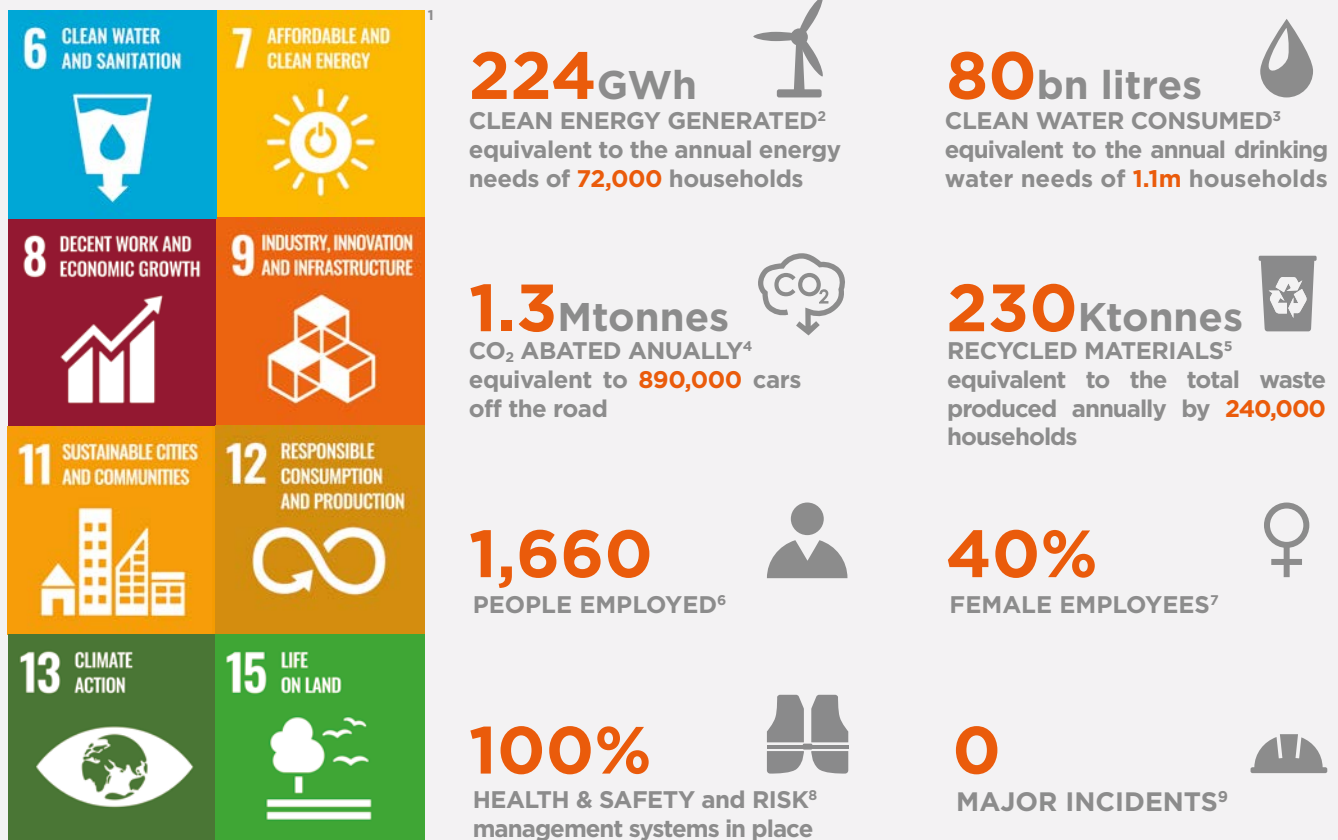 6 CLEAN WATER
AND SANITATION
7 AFFORDABLE AND
CLEAN ENERGY
1
8 DECENT WORK AND
ECONOMIC GROWTH
9 INDUSTRY, INNOVATION
AND INFRASTRUCTURE
11 SUSTAINABLE CITIES
AND COMMUNITIES
12 RESPONSIBLE
CONSUMPTION
AND PRODUCTION
13 CLIMATE
ACTION
15 LIFE
ON LAND
224GWh
CLEAN ENERGY GENERATED²
equivalent to the annual energy
needs of 72,000 households
80bn litres
CLEAN WATER CONSUMED³
equivalent to the annual drinking
water needs of 1.1m households
1.3Mtonnes
CO₂
CO₂ ABATED ANUALLY⁴
equivalent to 890,000 cars
off the road
230Ktonnes
RECYCLED MATERIALS⁵
equivalent to the total waste
produced annually by 240,000
households
1,660
PEOPLE EMPLOYED⁶
40%
FEMALE EMPLOYEES⁷
100%
HEALTH & SAFETY and RISK⁸
management systems in place
0
MAJOR INCIDENTS⁹